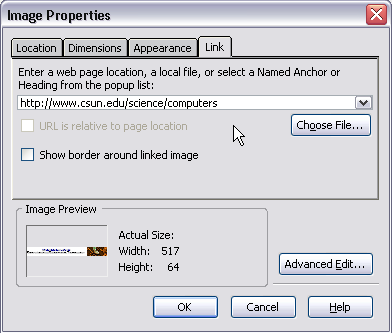 Image Properties
Location Dimensions Appearance Link
Enter a web page location, a local file, or select a Named Anchor or
Heading from the popup list:
http://www.csun.edu/science/computers
URL is relative to page location
Choose File...
Show border around linked image
Image Preview
Actual Size:
Width: 517
Height: 64
Advanced Edit...
OK Cancel Help